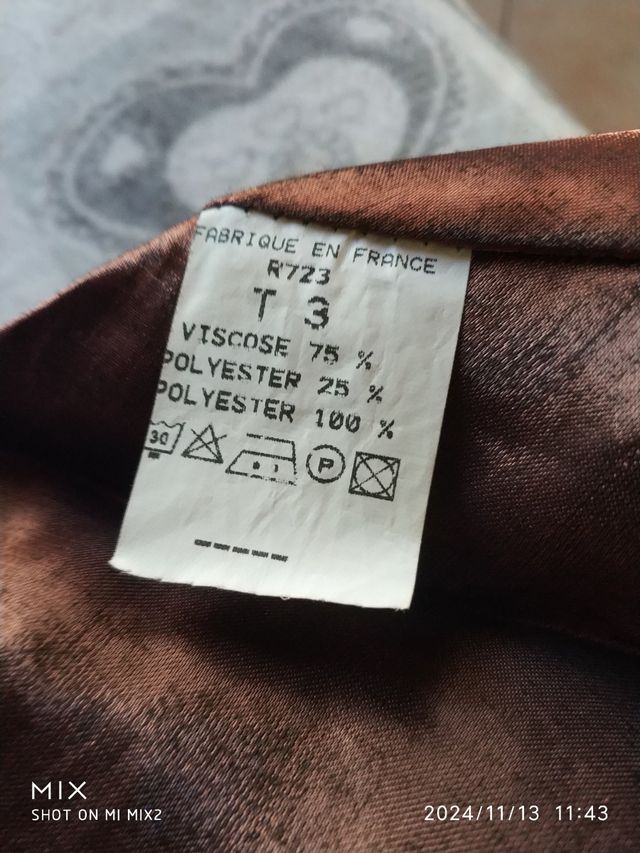 FABRIQUE EN FRANCE
R723
T 3
VISCOSE 75 %
POLYESTER 25 %
POLYESTER 100 %
30 P
MIX
SHOT ON MI MIX2
2024/11/13 11:43